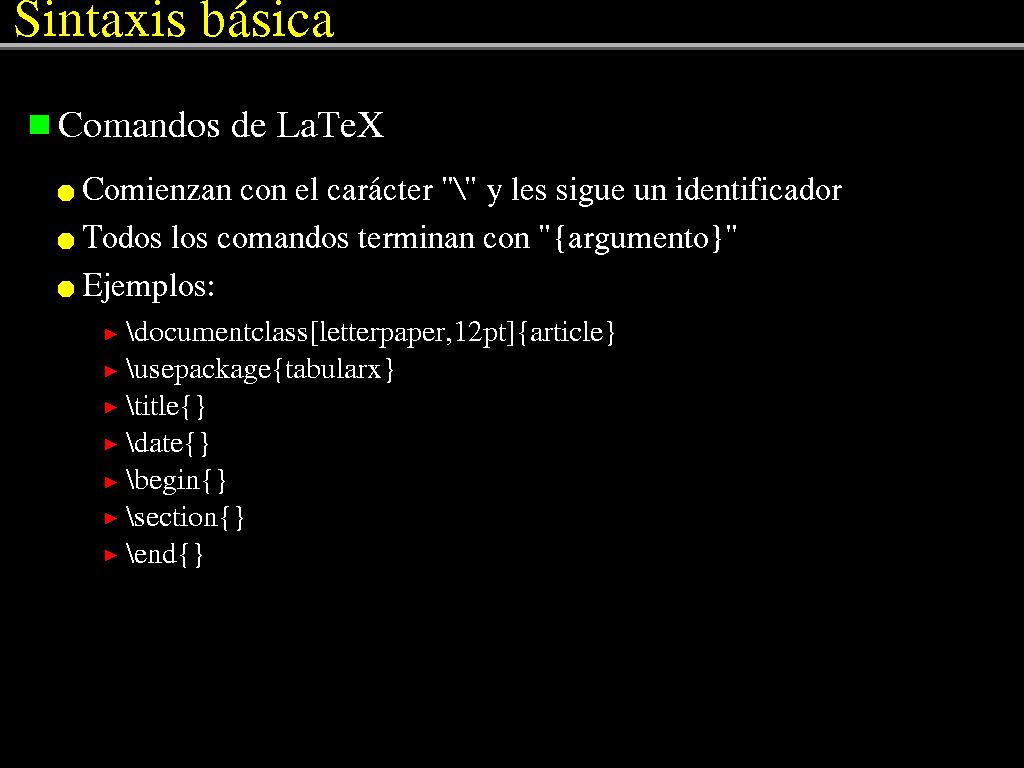 Sintaxis básica
Comandos de LaTeX
Comienzan con el carácter "\" y les sigue un identificador
Todos los comandos terminan con "{argumento}"
Ejemplos:
\documentclass[letterpaper,12pt]{article}
\usepackage{tabularx}
\title{}
\date{}
\begin{}
\section{}
\end{}